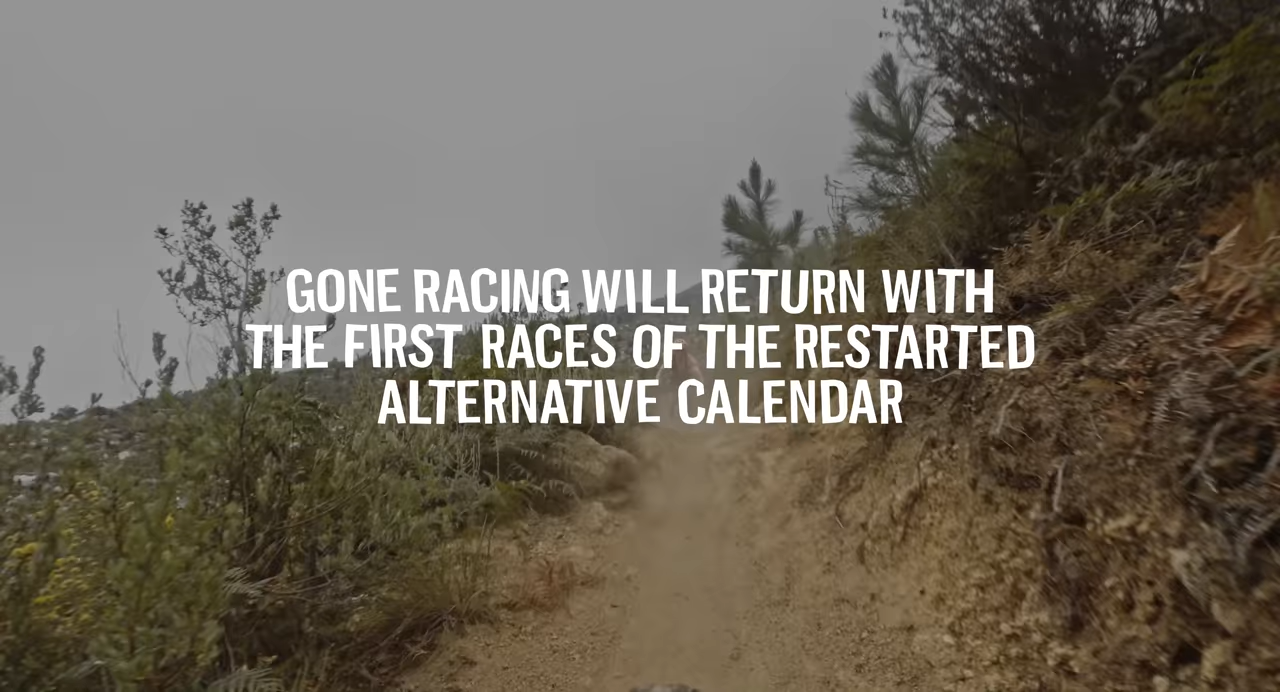 GONE RACING WILL RETURN WITH
THE FIRST RACES OF THE RESTARTED
ALTERNATIVE CALENDAR